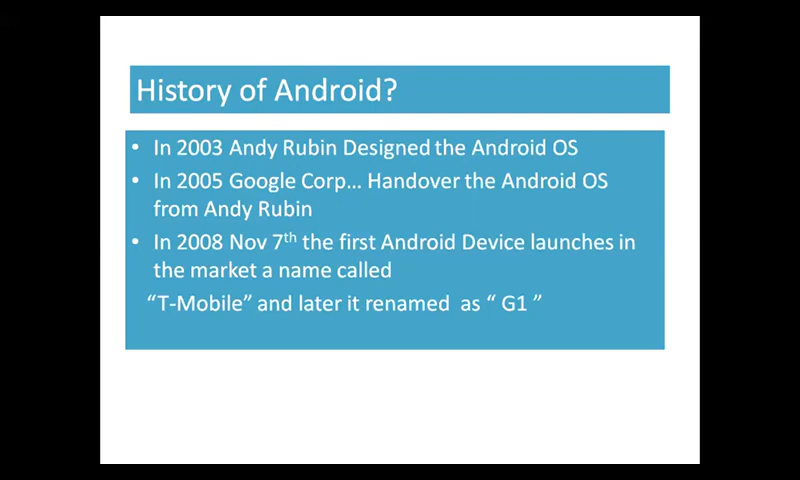 History of Android?
• In 2003 Andy Rubin Designed the Android OS
• In 2005 Google Corp... Handover the Android OS
from Andy Rubin
• In 2008 Nov 7th the first Android Device launches in
the market a name called
“T-Mobile” and later it renamed  as “ G1 ”